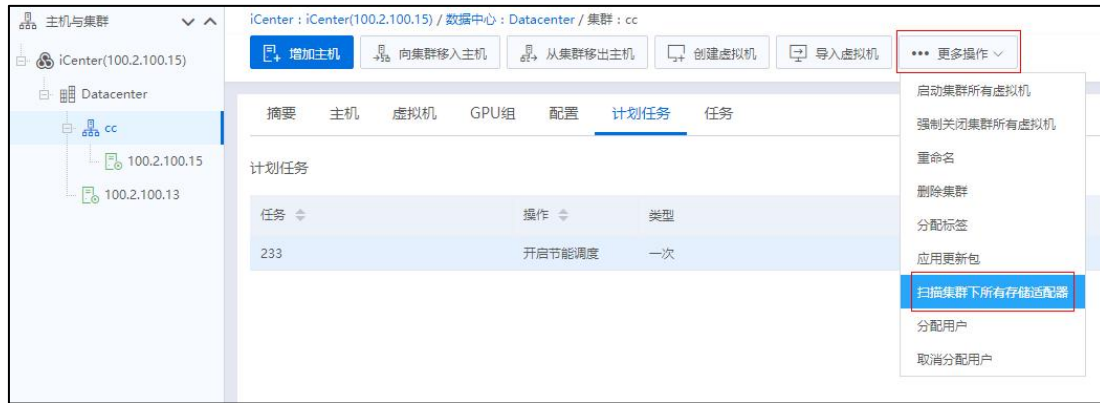 主机与集群
iCenter(100.2.100.15)
Datacenter
cc
100.2.100.15
100.2.100.13
iCenter：iCenter(100.2.100.15) / 数据中心：Datacenter / 集群：cc
增加主机 向集群移入主机 从集群移出主机 创建虚拟机 导入虚拟机 ••• 更多操作
摘要 主机 虚拟机 GPU组 配置 计划任务 任务
计划任务
任务 操作 类型
233 开启节能调度 一次
启动集群所有虚拟机
强制关闭集群所有虚拟机
重命名
删除集群
分配标签
应用更新包
扫描集群下所有存储适配器
分配用户
取消分配用户